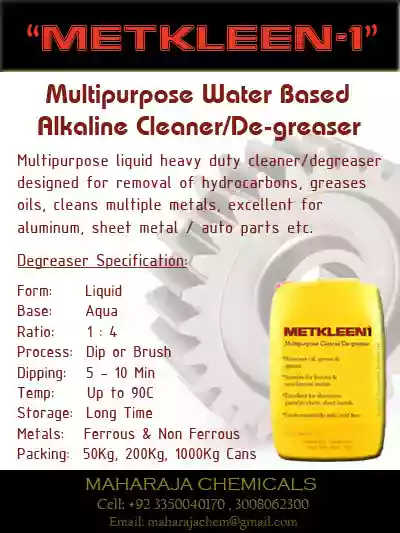 “METKLEEN-1”
Multipurpose Water Based
Alkaline Cleaner/De-greaser
Multipurpose liquid heavy duty cleaner/degreaser
designed for removal of hydrocarbons, greases
oils, cleans multiple metals, excellent for
aluminum, sheet metal / auto parts etc.
Degreaser Specification:
Form: Liquid
Base: Aqua
Ratio: 1 : 4
Process: Dip or Brush
Dipping: 5 – 10 Min
Temp: Up to 90C
Storage: Long Time
Metals: Ferrous & Non Ferrous
Packing: 50Kg, 200Kg, 1000Kg Cans
METKLEEN1
Multipurpose Cleaner De-greaser
MAHARAJA CHEMICALS
Cell: +92 3350040170 , 3008062300
Email: maharajachem@gmail.com